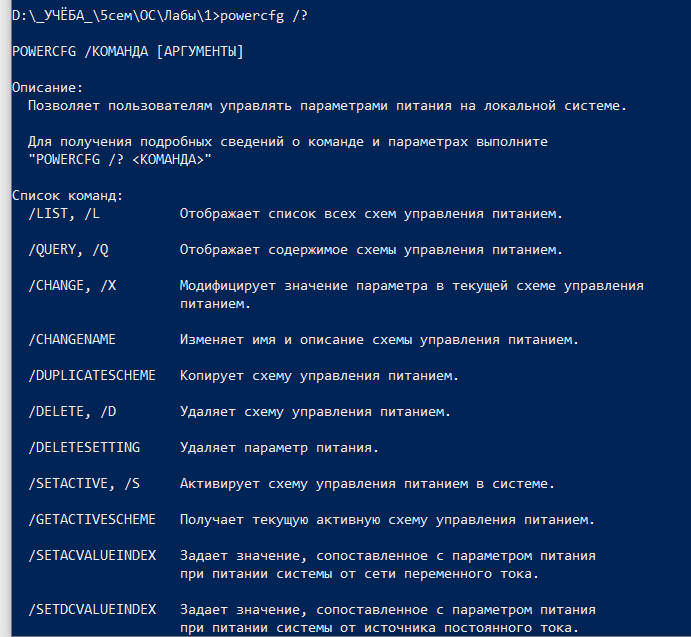 D:\_УЧЁБА_\5сем\ОС\Лабы\1>powercfg /?
POWERCFG /КОМАНДА [АРГУМЕНТЫ]
Описание:
Позволяет пользователям управлять параметрами питания на локальной системе.
Для получения подробных сведений о команде и параметрах выполните
"POWERCFG /? <КОМАНДА>"
Список команд:
/LIST, /L Отображает список всех схем управления питанием.
/QUERY, /Q Отображает содержимое схемы управления питанием.
/CHANGE, /X Модифицирует значение параметра в текущей схеме управления
питанием.
/CHANGENAME Изменяет имя и описание схемы управления питанием.
/DUPLICATESCHEME Копирует схему управления питанием.
/DELETE, /D Удаляет схему управления питанием.
/DELETESETTING Удаляет параметр питания.
/SETACTIVE, /S Активирует схему управления питанием в системе.
/GETACTIVESCHEME Получает текущую активную схему управления питанием.
/SETACVALUEINDEX Задает значение, сопоставленное с параметром питания
при питании системы от сети переменного тока.
/SETDCVALUEINDEX Задает значение, сопоставленное с параметром питания
при питании системы от источника постоянного тока.